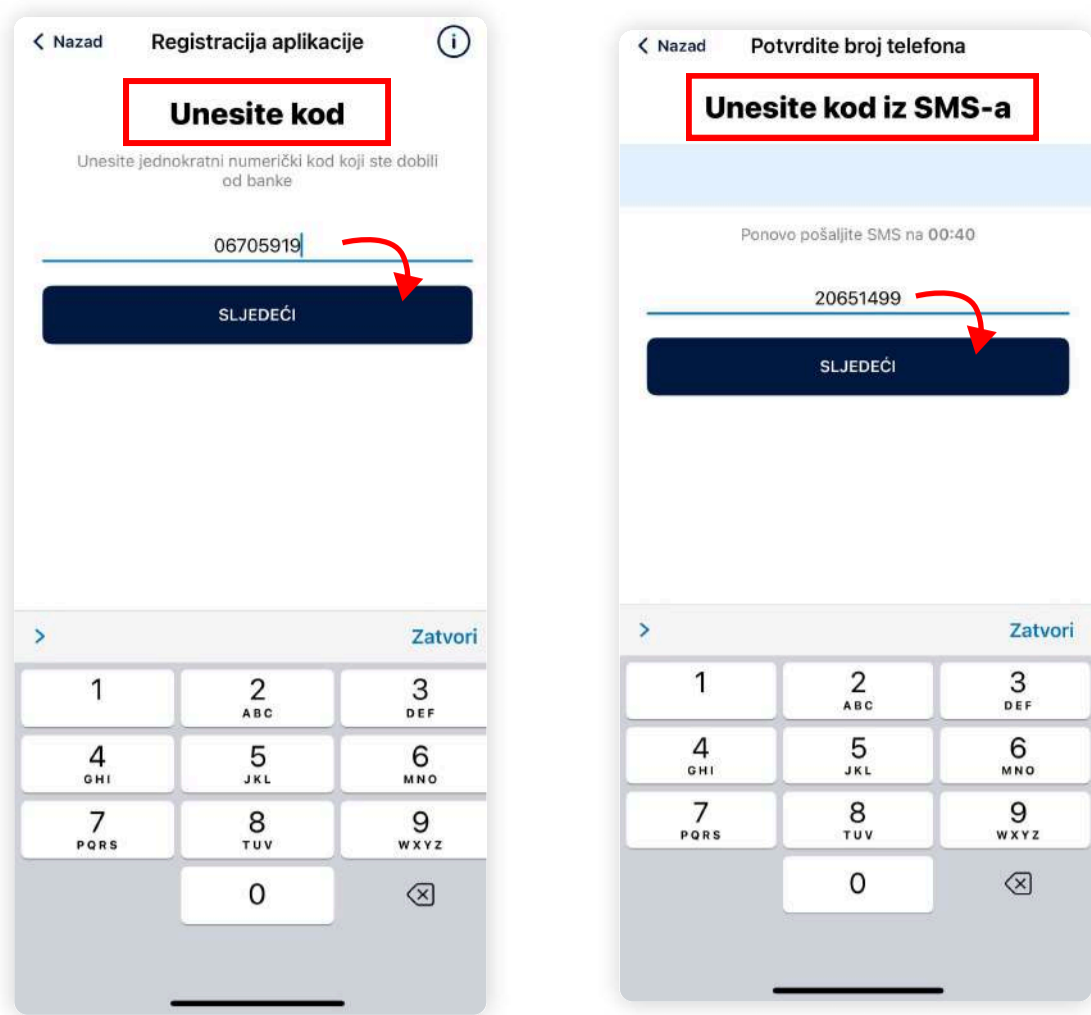 Nazad Registracija aplikacije i
Unesite kod
Unesite jednokratni numerički kod koji ste dobili
od banke
06705919
SLJEDEĆI
Zatvori
1 2 3
ABC DEF
4 5 6
GHI JKL MNO
7 8 9
PQRS TUV WXYZ
0
Nazad Potvrdite broj telefona
Unesite kod iz SMS-a
Ponovo pošaljite SMS na 00:40
20651499
SLJEDEĆI
Zatvori
1 2 3
ABC DEF
4 5 6
GHI JKL MNO
7 8 9
PQRS TUV WXYZ
0